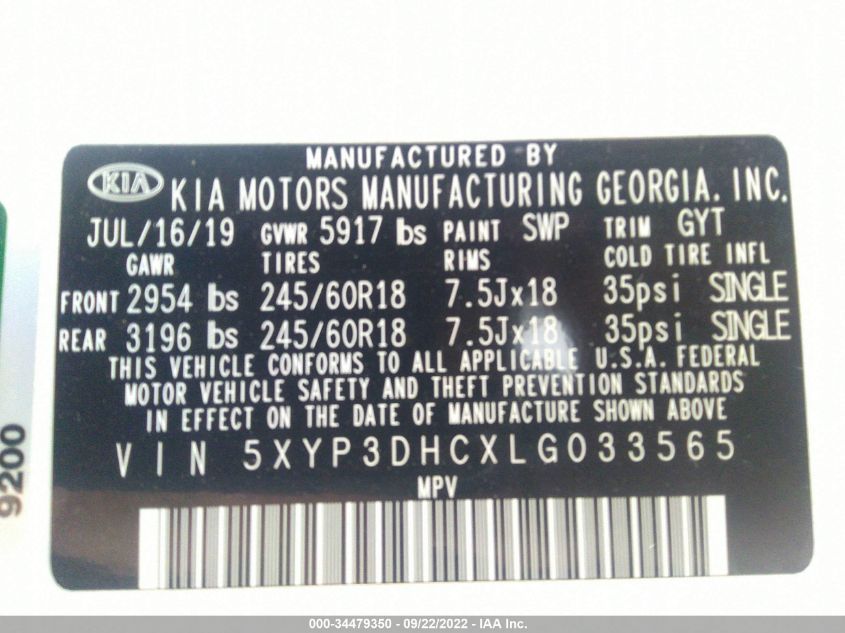 MANUFACTURED BY
KIA KIA MOTORS MANUFACTURING GEORGIA. INC.
JUL/16/19 GVWR 5917 lbs PAINT SWP TRIM GYT
GAWR TIRES RIMS COLD TIRE INFL
FRONT 2954 lbs 245/60R18 7.5Jx18 35psi SINGLE
REAR 3196 lbs 245/60R18 7.5Jx18 35psi SINGLE
THIS VEHICLE CONFORMS TO ALL APPLICABLE U.S.A. FEDERAL
MOTOR VEHICLE SAFETY AND THEFT PREVENTION STANDARDS
IN EFFECT ON THE DATE OF MANUFACTURE SHOWN ABOVE
VIN 5XYP3DHCXLG033565
MPV
9200
000-34479350 - 09/22/2022 - IAA Inc.